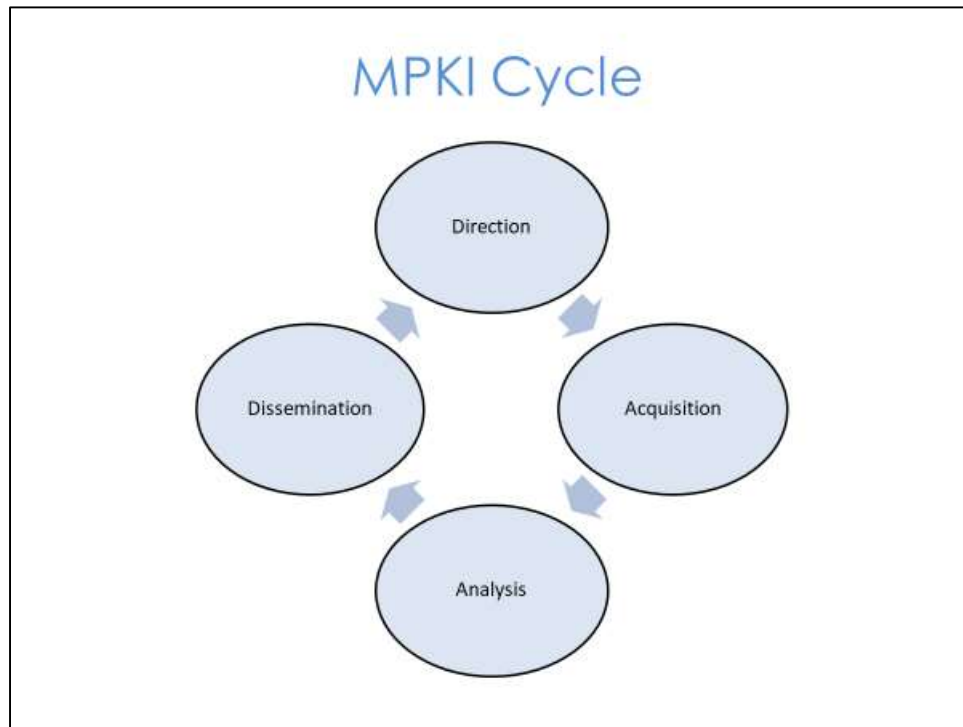 MPKI Cycle
Direction
Dissemination
Acquisition
Analysis